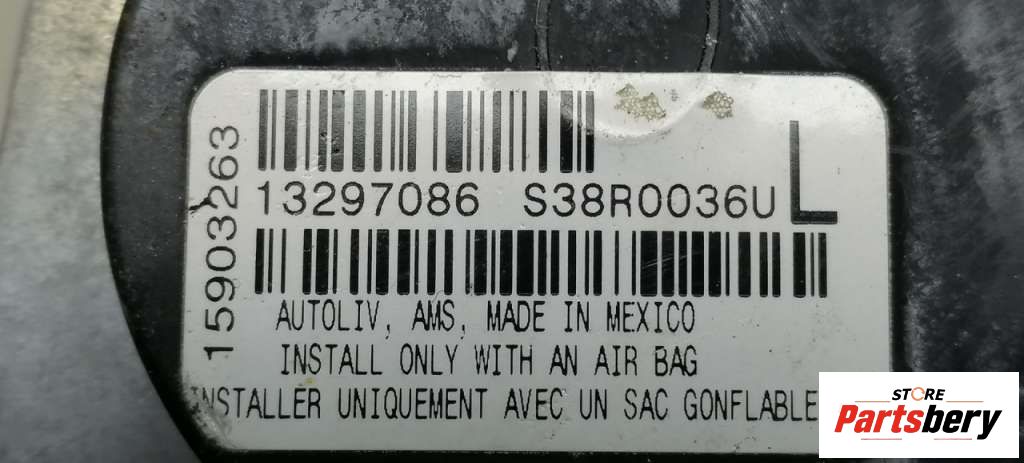 15903263
13297086 S38R0036U L
AUTOLIV, AMS, MADE IN MEXICO
INSTALL ONLY WITH AN AIR BAG
INSTALLER UNIQUEMENT AVEC UN SAC GONFLABLE
STORE
Partsbery